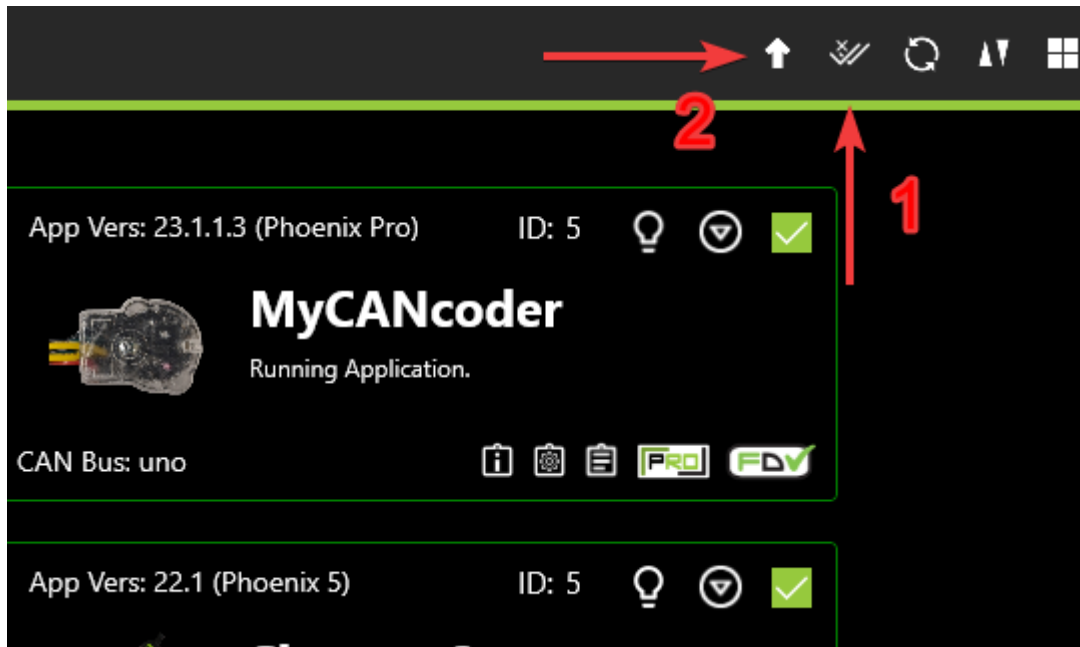 2
1
App Vers: 23.1.1.3 (Phoenix Pro) ID: 5
MyCANcoder
Running Application.
CAN Bus: uno PRO FDV
App Vers: 22.1 (Phoenix 5) ID: 5